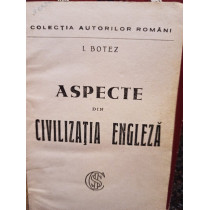 COLECȚIA AUTORILOR ROMÂNI
I. BOTEZ
ASPECTE
DIN
CIVILIZAȚIA ENGLEZĂ